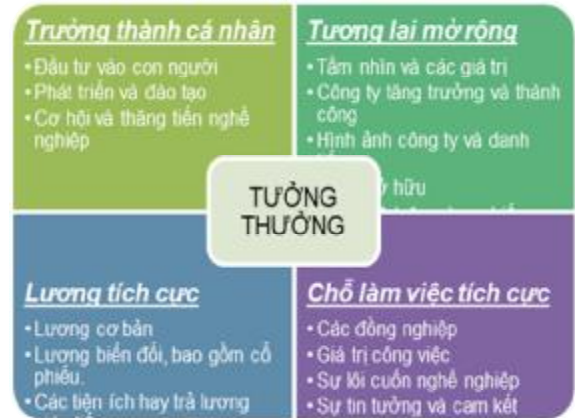 Trưởng thành cá nhân
• Đầu tư vào con người
• Phát triển và đào tạo
• Cơ hội và thăng tiến nghề
nghiệp
Tương lai mở rộng
• Tầm nhìn và các giá trị
• Công ty tăng trưởng và thành
công
• Hình ảnh công ty và danh
hữu
TƯỞNG
THƯỞNG
Lương tích cực
• Lương cơ bản
• Lương biến đổi, bao gồm cổ
phiếu.
• Các tiện ích hay trả lương
Chỗ làm việc tích cực
• Các đồng nghiệp
• Giá trị công việc
• Sự lôi cuốn nghề nghiệp
• Sự tin tưởng và cam kết